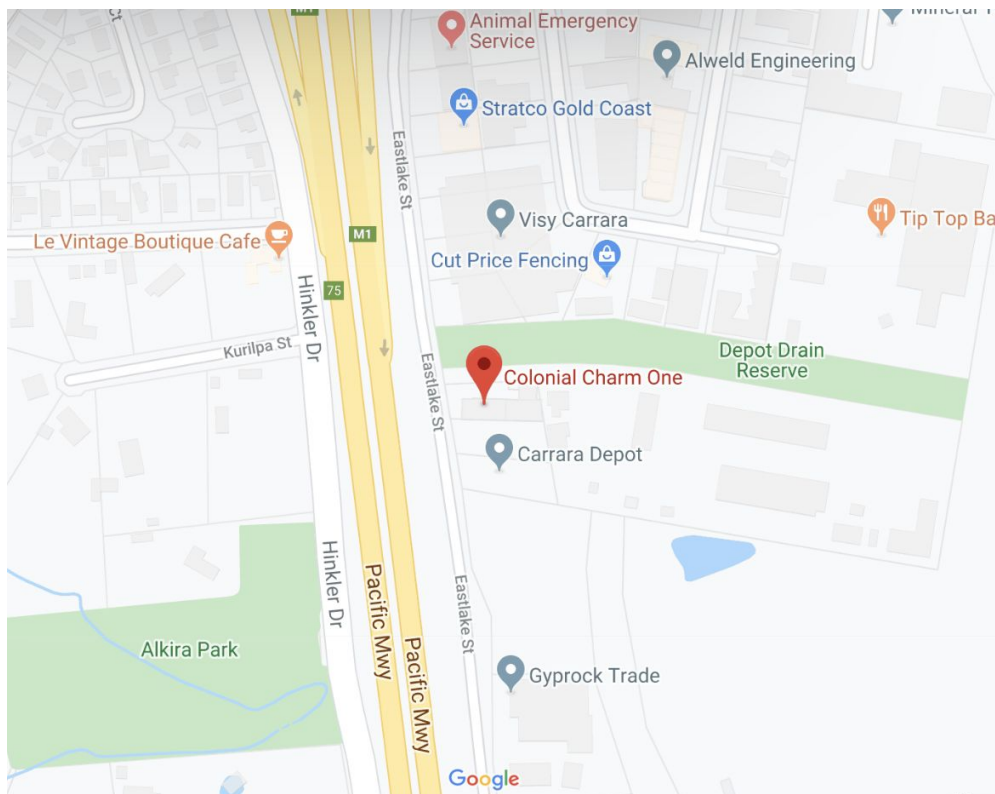 M1
Ct
Animal Emergency
Service
Alweld Engineering
Stratco Gold Coast
Eastlake St
Visy Carrara
Tip Top Ba
Le Vintage Boutique Cafe
M1
Cut Price Fencing
75
Hinkler Dr
Kurilpa St
Eastlake St
Depot Drain
Reserve
Colonial Charm One
Carrara Depot
Hinkler Dr
Pacific Mwy
Eastlake St
Pacific Mwy
Alkira Park
Gyprock Trade
Google